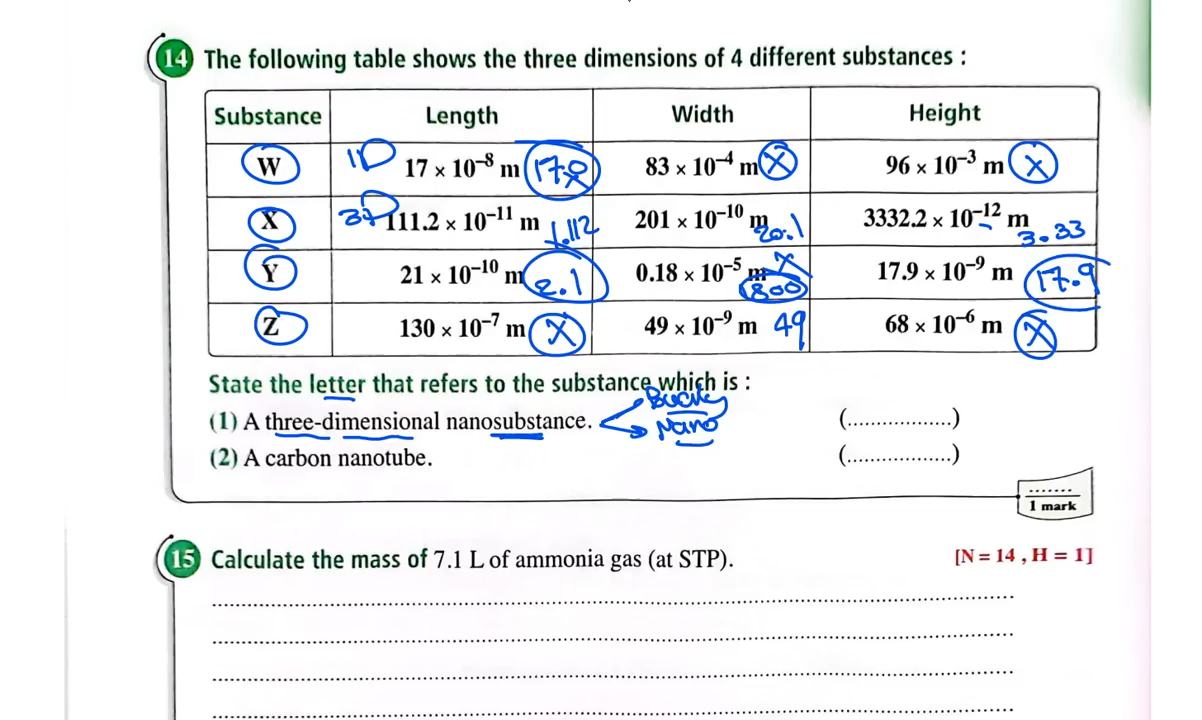 14 The following table shows the three dimensions of 4 different substances :
Substance Length Width Height
W 1D 17 × 10⁻⁸ m 170 x 83 × 10⁻⁴ m X 96 × 10⁻³ m X
X 3D 111.2 × 10⁻¹¹ m 1.112 201 × 10⁻¹⁰ m 20.1 3332.2 × 10⁻¹² m 3.33
Y 21 × 10⁻¹⁰ m 2.1 0.18 × 10⁻⁵ m x 1800 17.9 × 10⁻⁹ m 17.9
Z 130 × 10⁻⁷ m X 49 × 10⁻⁹ m 49 68 × 10⁻⁶ m X
State the letter that refers to the substance which is :
Bucky
(1) A three-dimensional nanosubstance. Nano (..................)
(2) A carbon nanotube. (..................)
.......
1 mark
15 Calculate the mass of 7.1 L of ammonia gas (at STP). [N = 14 , H = 1]